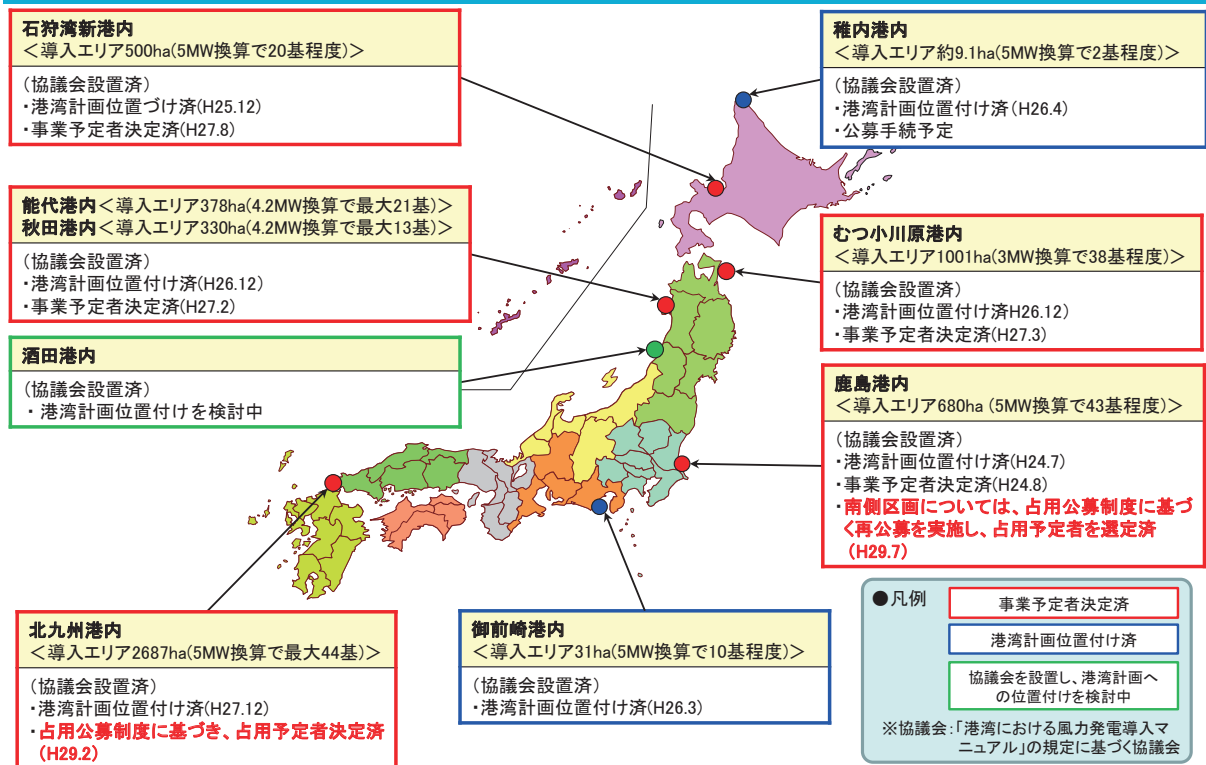 石狩湾新港内
<導入エリア500ha(5MW換算で20基程度)>
(協議会設置済)
・港湾計画位置づけ済(H25.12)
・事業予定者決定済(H27.8)
稚内港内
<導入エリア約9.1ha(5MW換算で2基程度)>
(協議会設置済)
・港湾計画位置付け済(H26.4)
・公募手続予定
能代港内<導入エリア378ha(4.2MW換算で最大21基)>
秋田港内<導入エリア330ha(4.2MW換算で最大13基)>
(協議会設置済)
・港湾計画位置付け済(H26.12)
・事業予定者決定済(H27.2)
むつ小川原港内
<導入エリア1001ha(3MW換算で38基程度)>
(協議会設置済)
・港湾計画位置付け済H26.12)
・事業予定者決定済(H27.3)
酒田港内
(協議会設置済)
・港湾計画位置付けを検討中
鹿島港内
<導入エリア680ha (5MW換算で43基程度)>
(協議会設置済)
・港湾計画位置付け済(H24.7)
・事業予定者決定済(H24.8)
・南側区画については、占用公募制度に基づ
く再公募を実施し、占用予定者を選定済
(H29.7)
北九州港内
<導入エリア2687ha(5MW換算で最大44基)>
(協議会設置済)
・港湾計画位置付け済(H27.12)
・占用公募制度に基づき、占用予定者決定済
(H29.2)
御前崎港内
<導入エリア31ha(5MW換算で10基程度)>
(協議会設置済)
・港湾計画位置付け済(H26.3)
●凡例
事業予定者決定済
港湾計画位置付け済
協議会を設置し、港湾計画へ
の位置付けを検討中
※協議会:「港湾における風力発電導入マ
ニュアル」の規定に基づく協議会